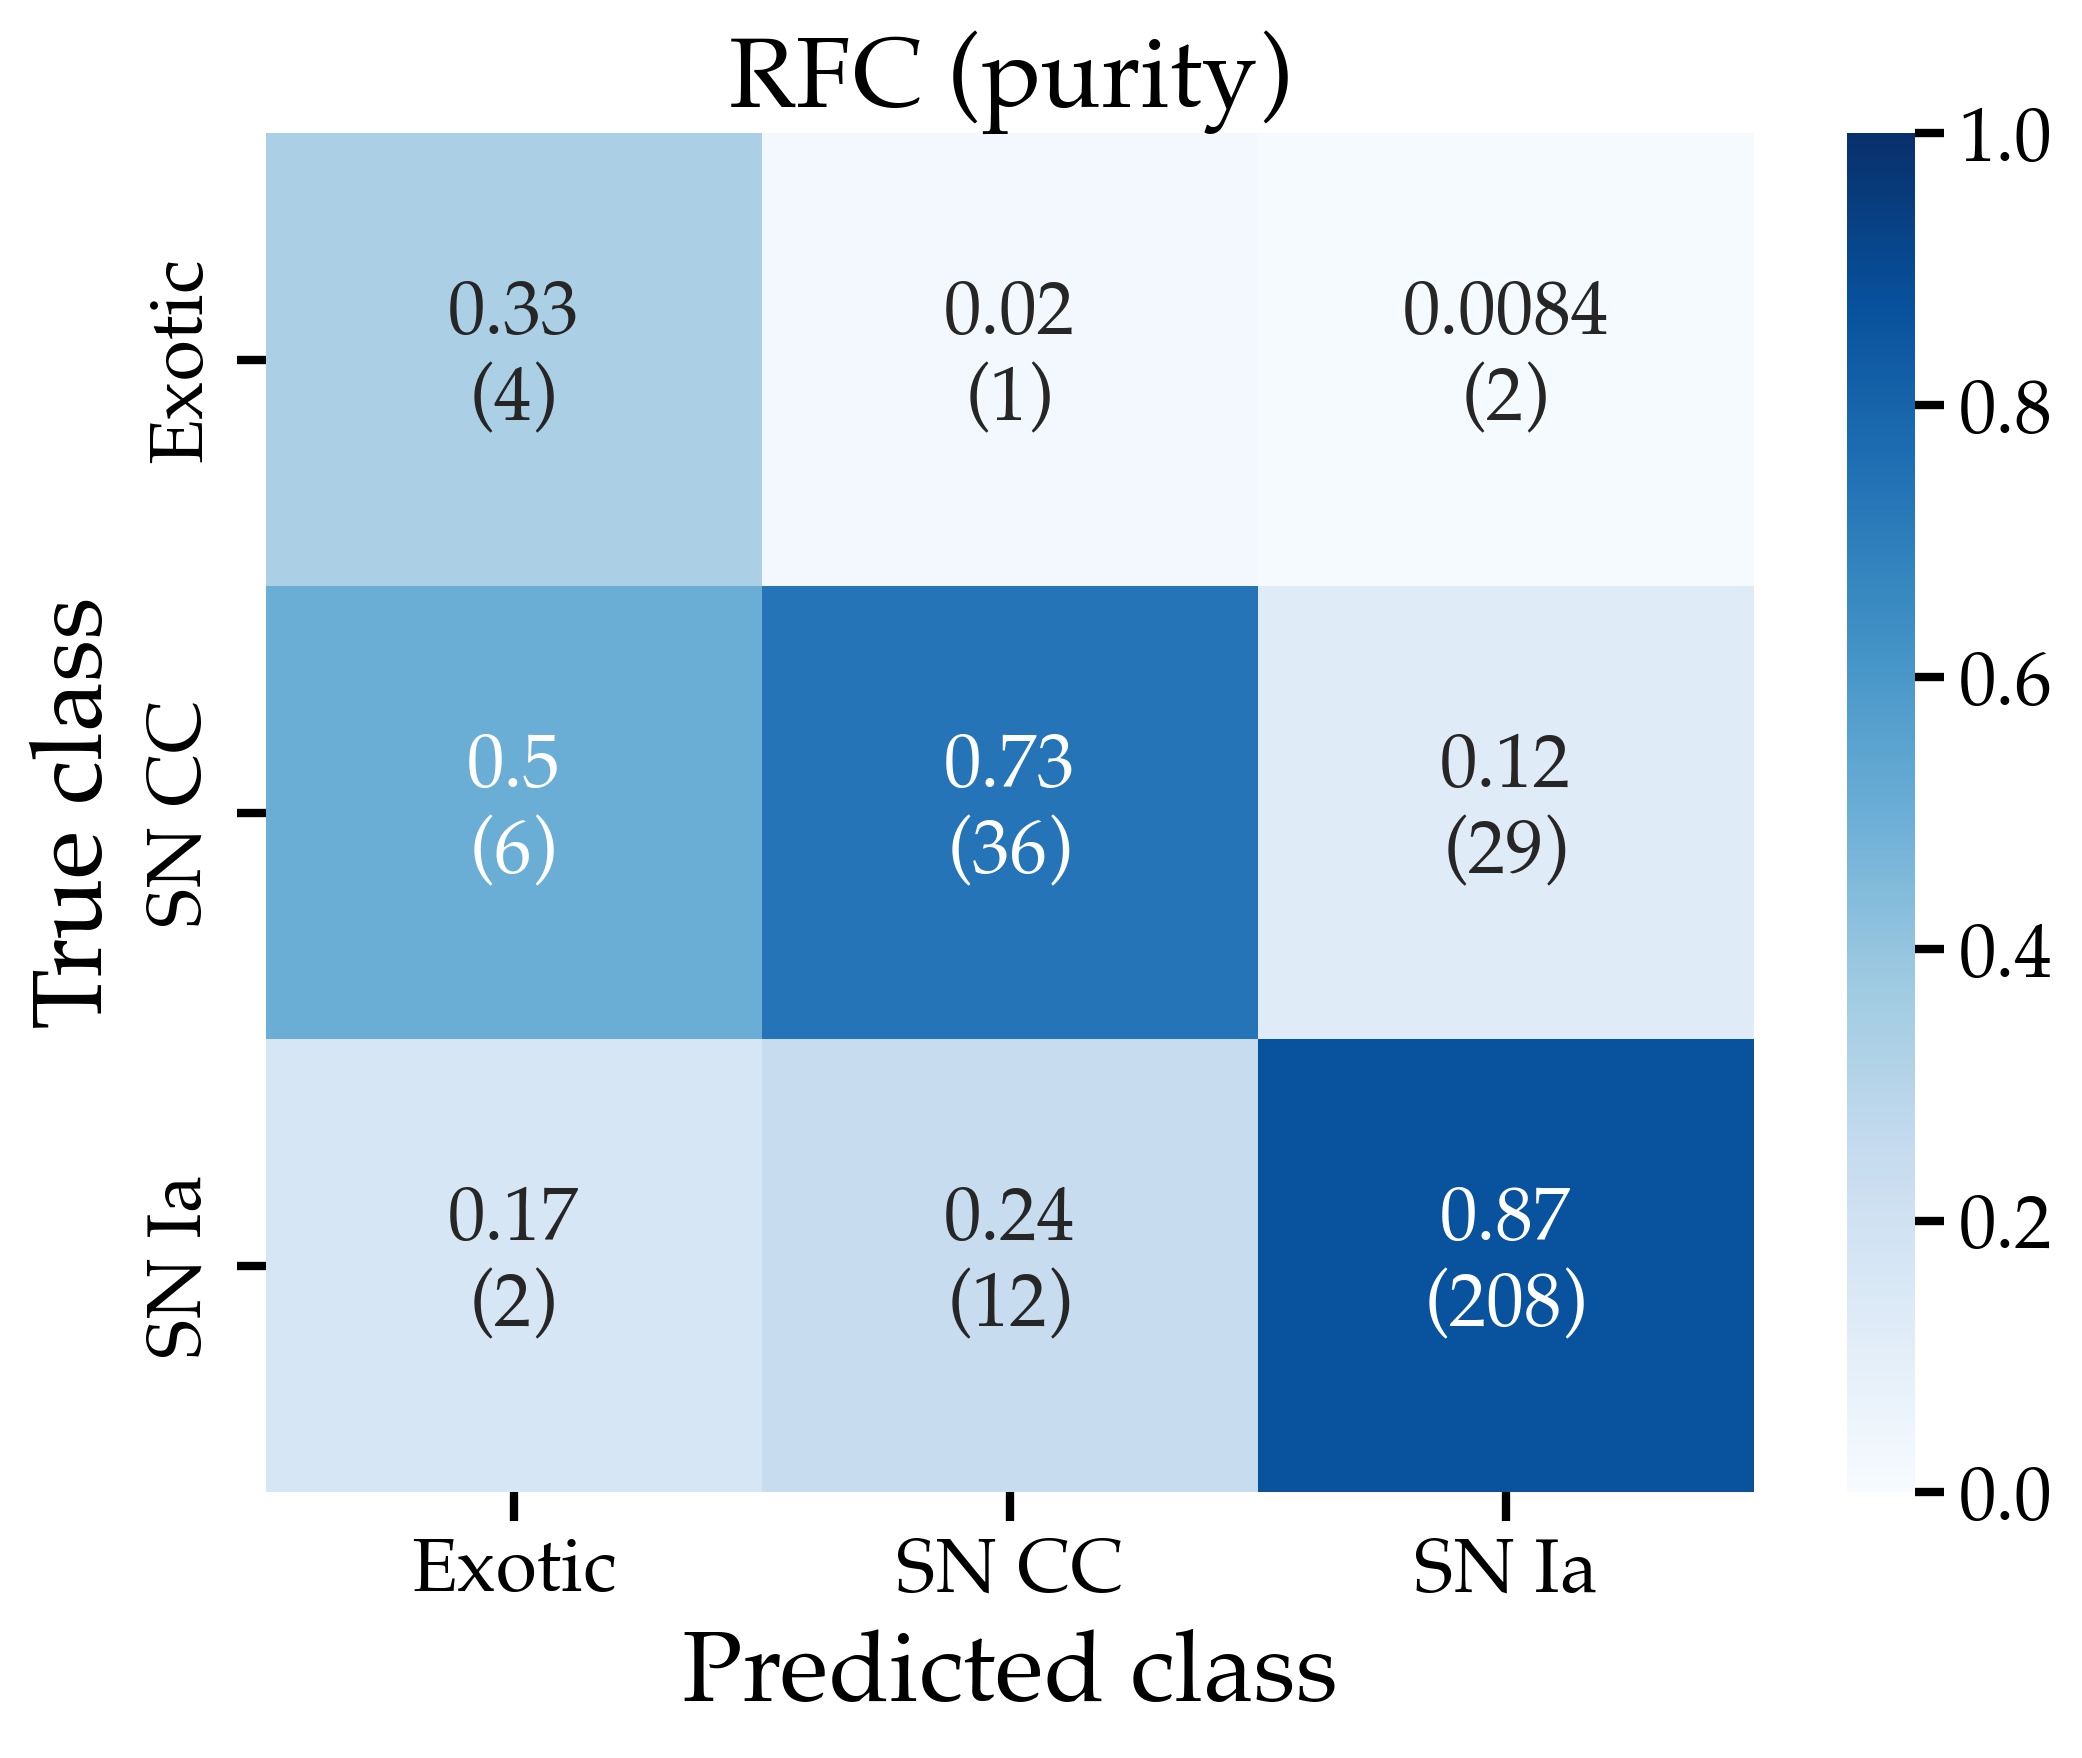 RFC (purity)
True class
Exotic
SN CC
SN Ia
0.33
(4)
0.02
(1)
0.0084
(2)
0.5
(6)
0.73
(36)
0.12
(29)
0.17
(2)
0.24
(12)
0.87
(208)
Exotic
SN CC
SN Ia
Predicted class
1.0
0.8
0.6
0.4
0.2
0.0